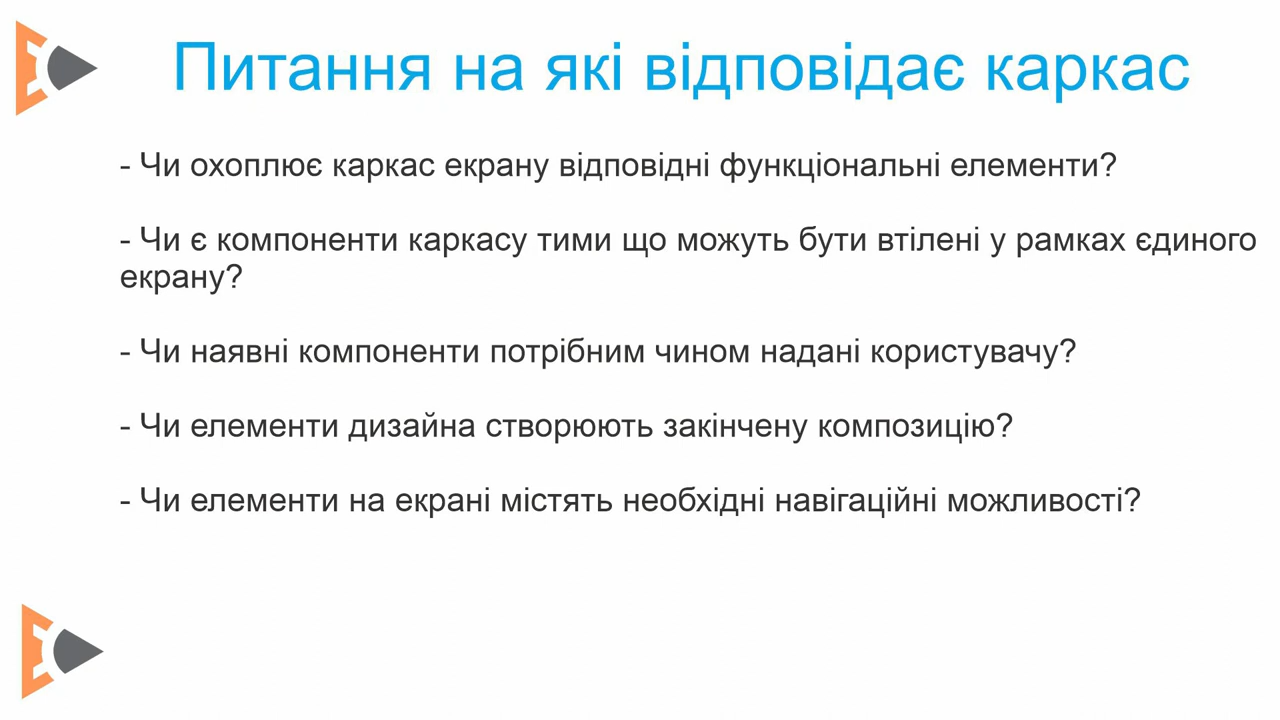 Питання на які відповідає каркас
- Чи охоплює каркас екрану відповідні функціональні елементи?
- Чи є компоненти каркасу тими що можуть бути втілені у рамках єдиного
екрану?
- Чи наявні компоненти потрібним чином надані користувачу?
- Чи елементи дизайна створюють закінчену композицію?
- Чи елементи на екрані містять необхідні навігаційні можливості?